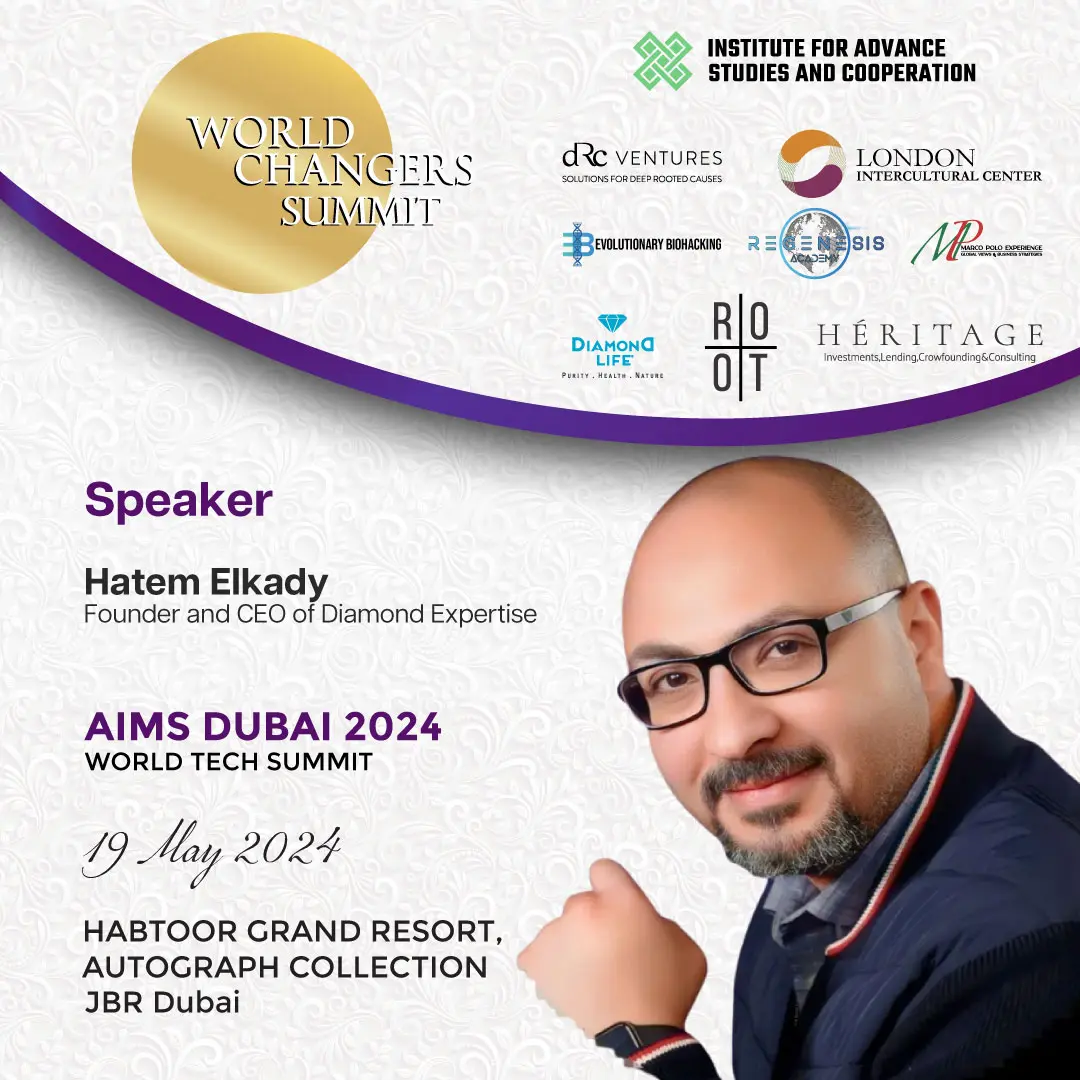 WORLD
CHANGERS
SUMMIT
INSTITUTE FOR ADVANCE
STUDIES AND COOPERATION
dRc VENTURES
SOLUTIONS FOR DEEP ROOTED CAUSES
LONDON
INTERCULTURAL CENTER
EB EVOLUTIONARY BIOHACKING
REGENESIS
ACADEMY
MP MARCO POLO EXPERIENCE
GLOBAL VIEWS & BUSINESS STRATEGIES
DIAMOND
LIFE
PURITY . HEALTH . NATURE
RO
OT
HÉRITAGE
Investments,Lending,Crowfounding&Consulting
Speaker
Hatem Elkady
Founder and CEO of Diamond Expertise
AIMS DUBAI 2024
WORLD TECH SUMMIT
19 May 2024
HABTOOR GRAND RESORT,
AUTOGRAPH COLLECTION
JBR Dubai